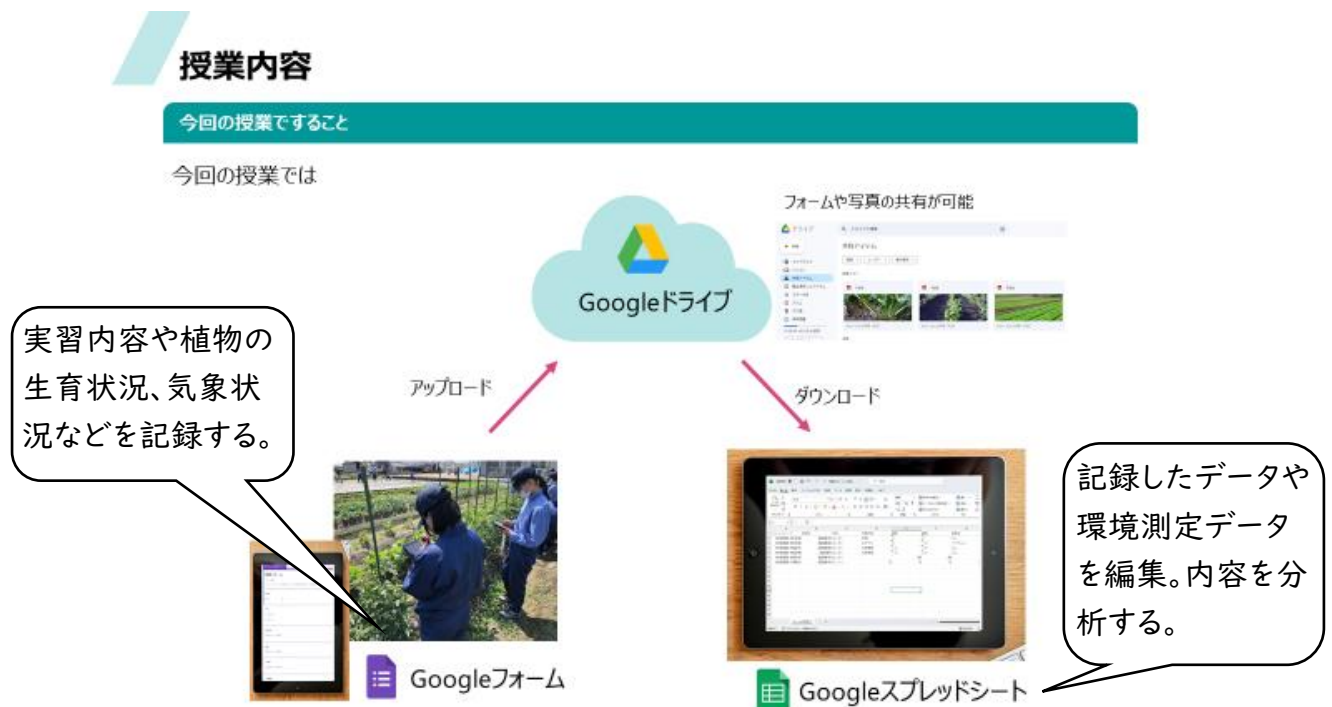 授業内容
今回の授業ですること
今回の授業では
フォームや写真の共有が可能
Googleドライブ
実習内容や植物の
生育状況、気象状
況などを記録する。
アップロード
ダウンロード
記録したデータや
環境測定データ
を編集。内容を分
析する。
Googleフォーム
Googleスプレッドシート